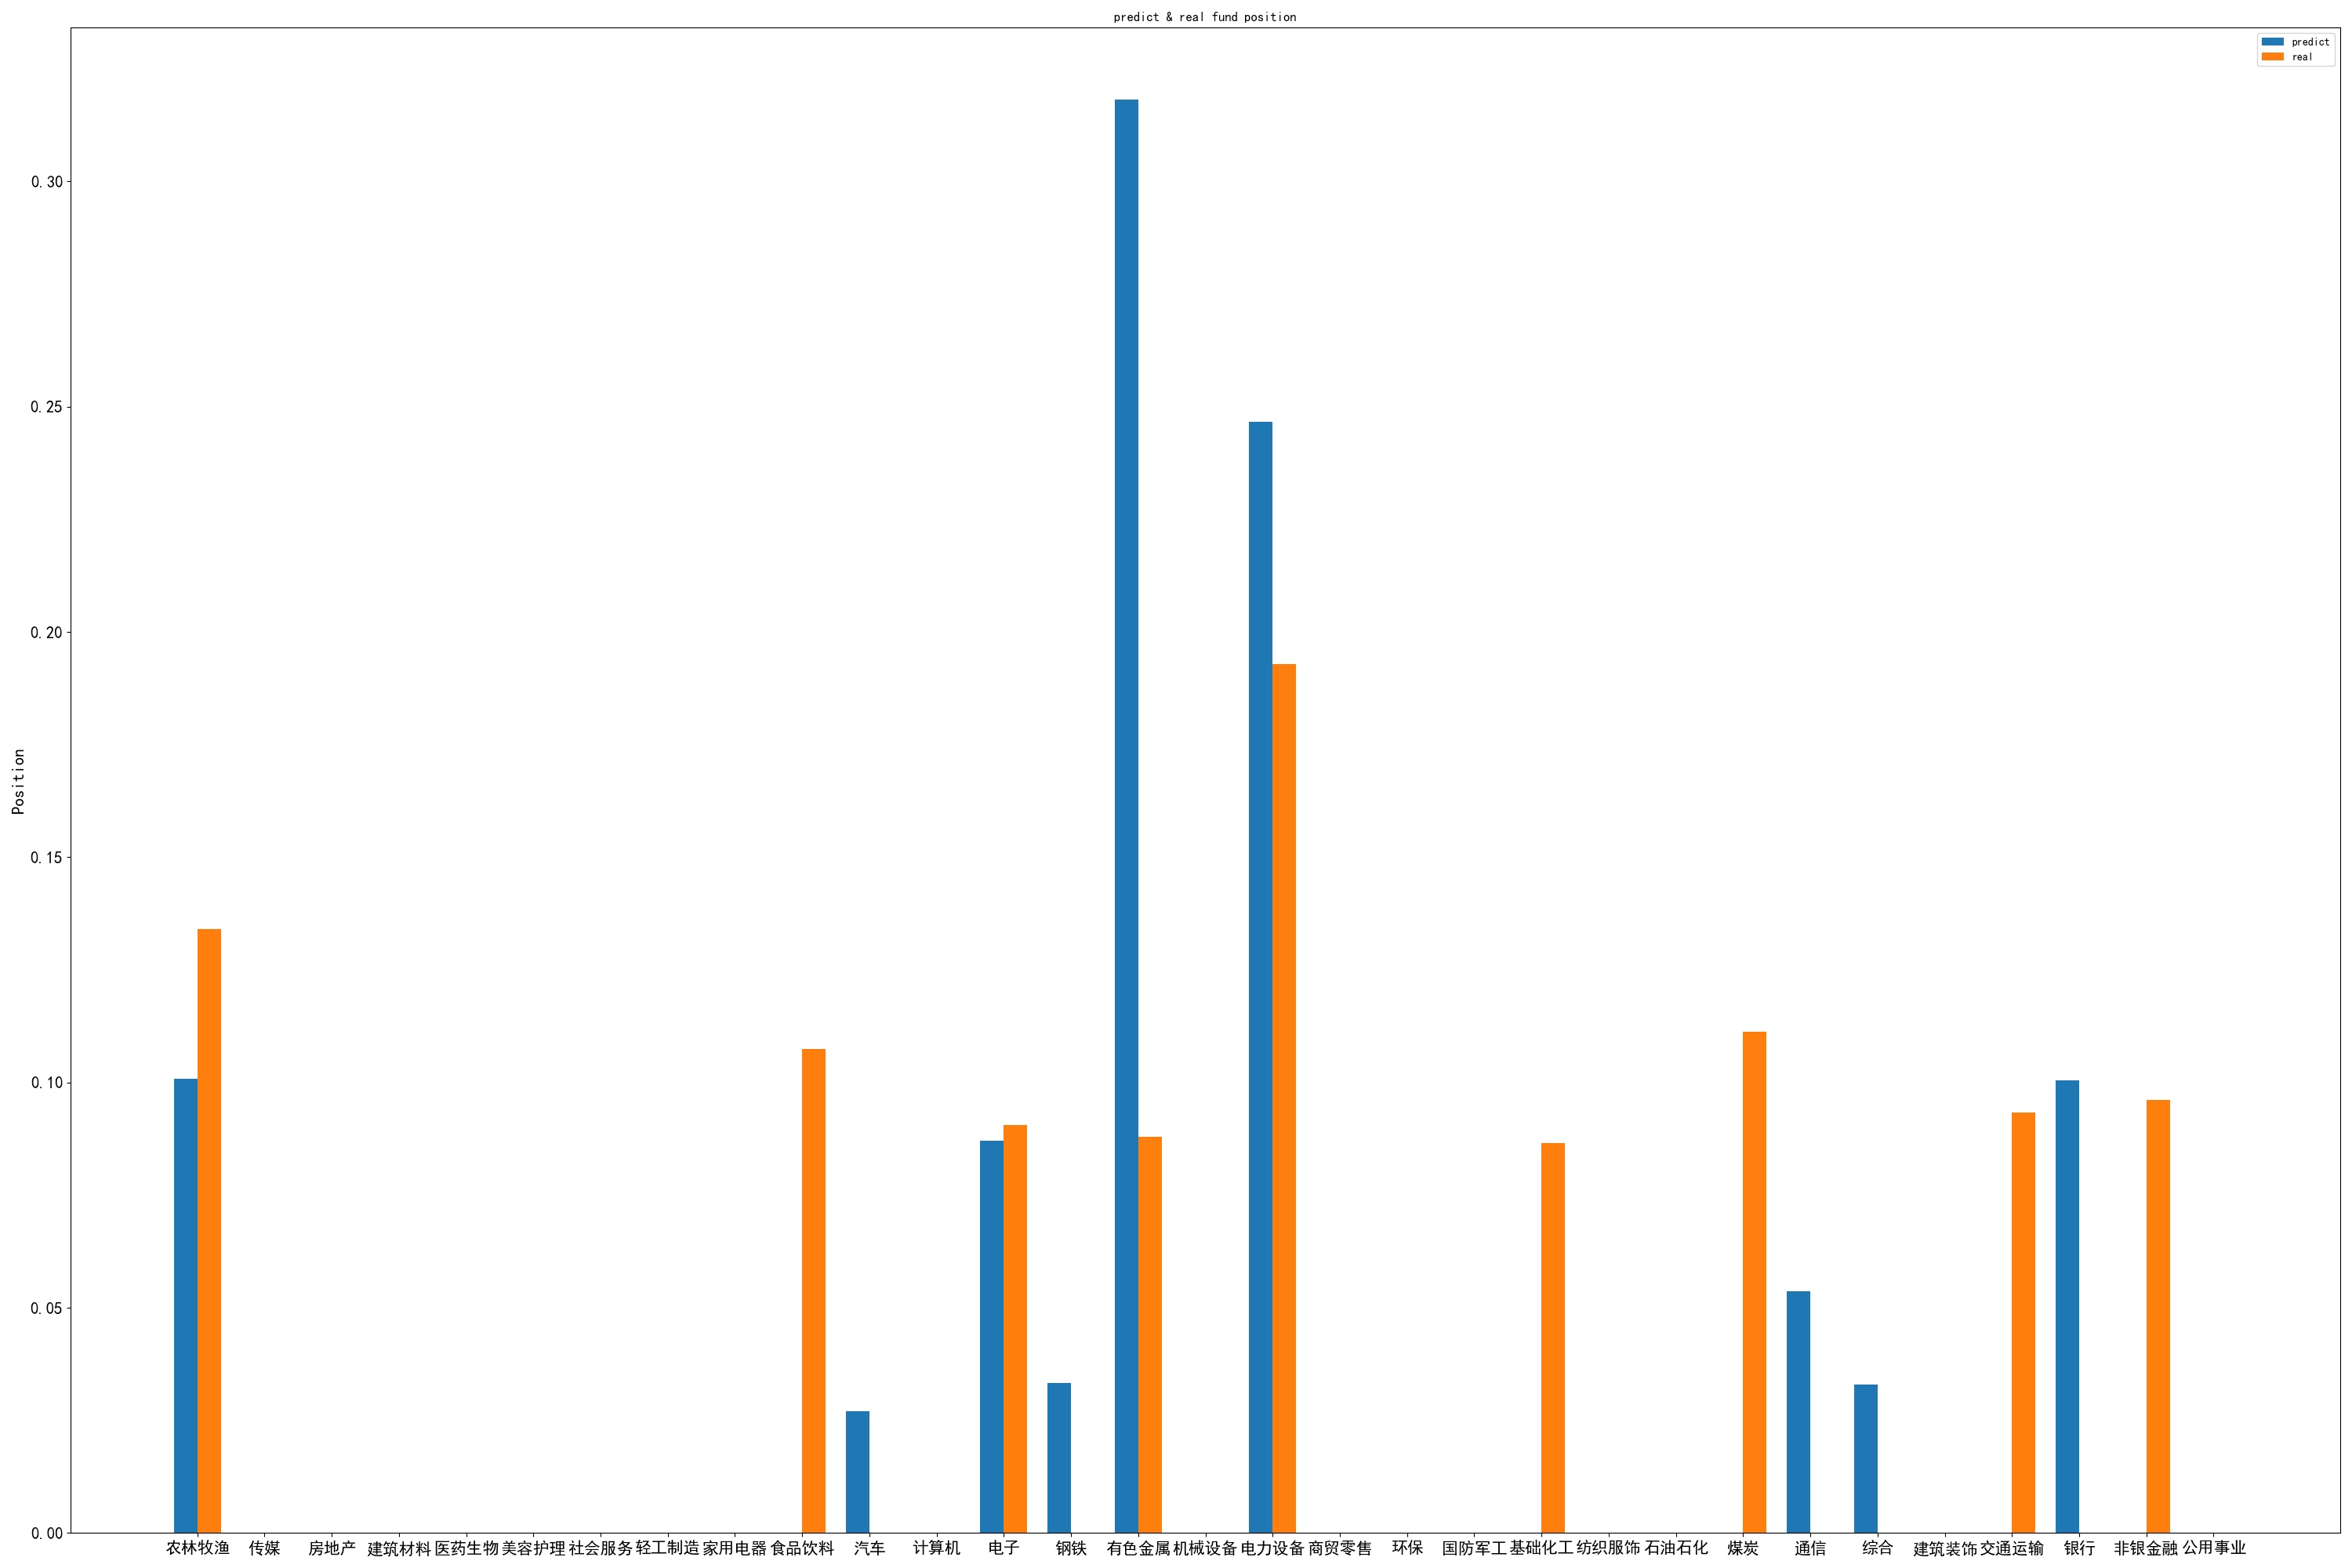 predict & real fund position
predict
real
0.30
0.25
0.20
0.15
0.10
0.05
0.00
Position
农林牧渔 传媒 房地产 建筑材料 医药生物 美容护理 社会服务 轻工制造 家用电器 食品饮料 汽车 计算机 电子 钢铁 有色金属 机械设备 电力设备 商贸零售 环保 国防军工 基础化工 纺织服饰 石油石化 煤炭 通信 综合 建筑装饰 交通运输 银行 非银金融 公用事业